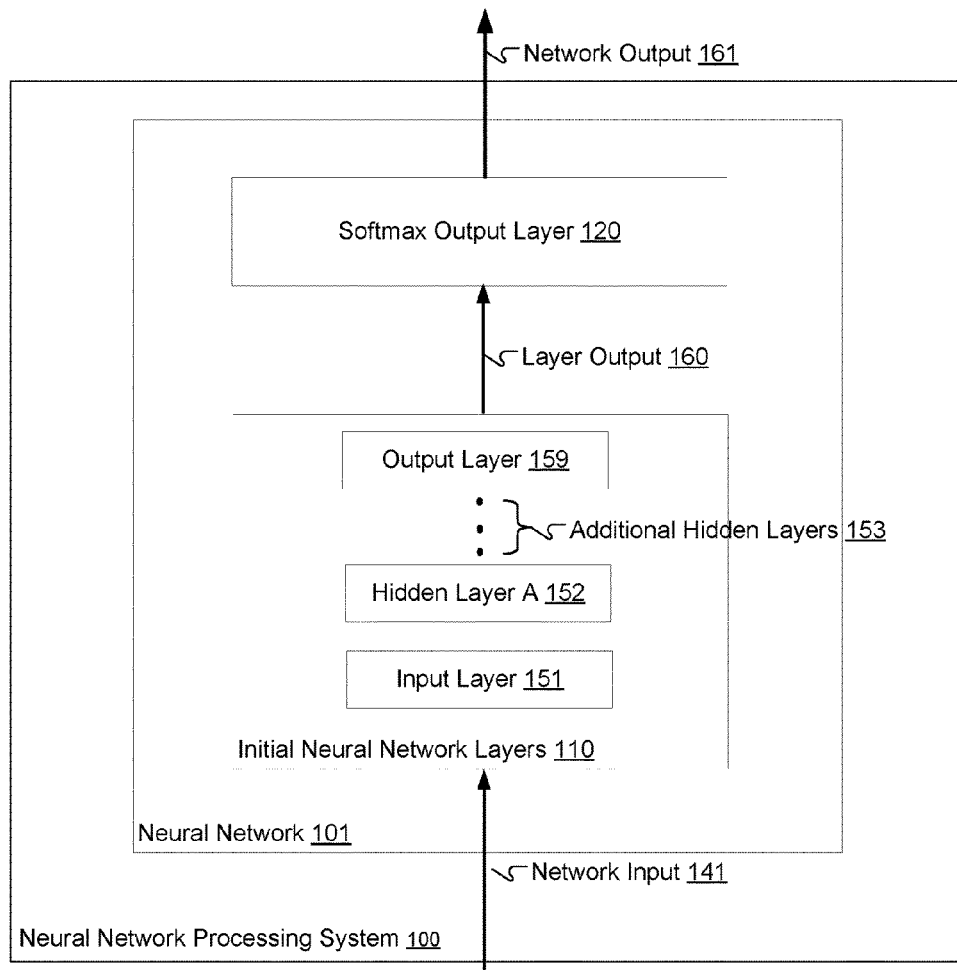 Network Output 161
Softmax Output Layer 120
Layer Output 160
Output Layer 159
Additional Hidden Layers 153
Hidden Layer A 152
Input Layer 151
Initial Neural Network Layers 110
Neural Network 101
Network Input 141
Neural Network Processing System 100